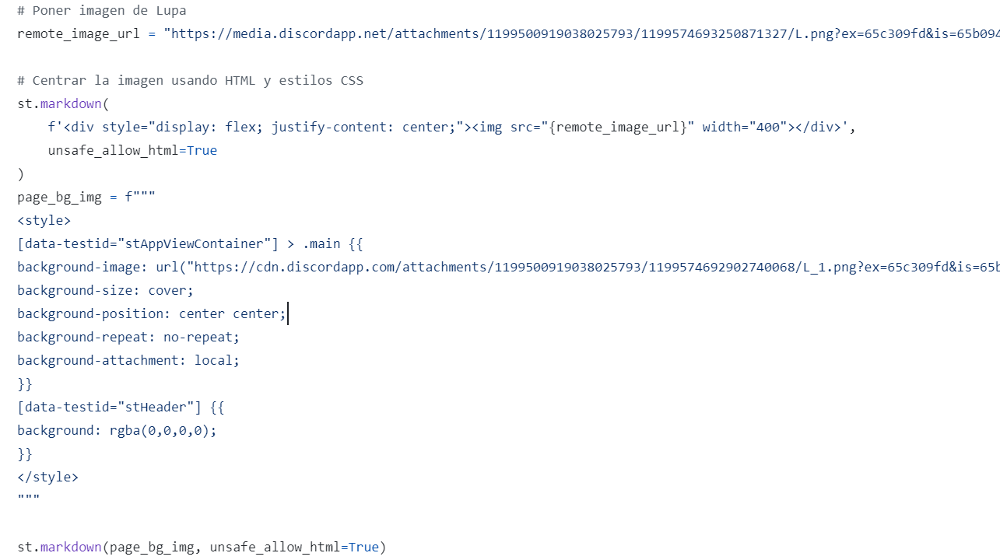 # Poner imagen de Lupa
remote_image_url = "https://media.discordapp.net/attachments/1199500919038025793/1199574693250871327/L.png?ex=65c309fd&is=65b094
# Centrar la imagen usando HTML y estilos CSS
st.markdown(
    f'<div style="display: flex; justify-content: center;"><img src="{remote_image_url}" width="400"></div>',
    unsafe_allow_html=True
)
page_bg_img = f"""
<style>
[data-testid="stAppViewContainer"] > .main {{
background-image: url("https://cdn.discordapp.com/attachments/1199500919038025793/1199574692902740068/L_1.png?ex=65c309fd&is=65b
background-size: cover;
background-position: center center;
background-repeat: no-repeat;
background-attachment: local;
}}
[data-testid="stHeader"] {{
background: rgba(0,0,0,0);
}}
</style>
"""
st.markdown(page_bg_img, unsafe_allow_html=True)